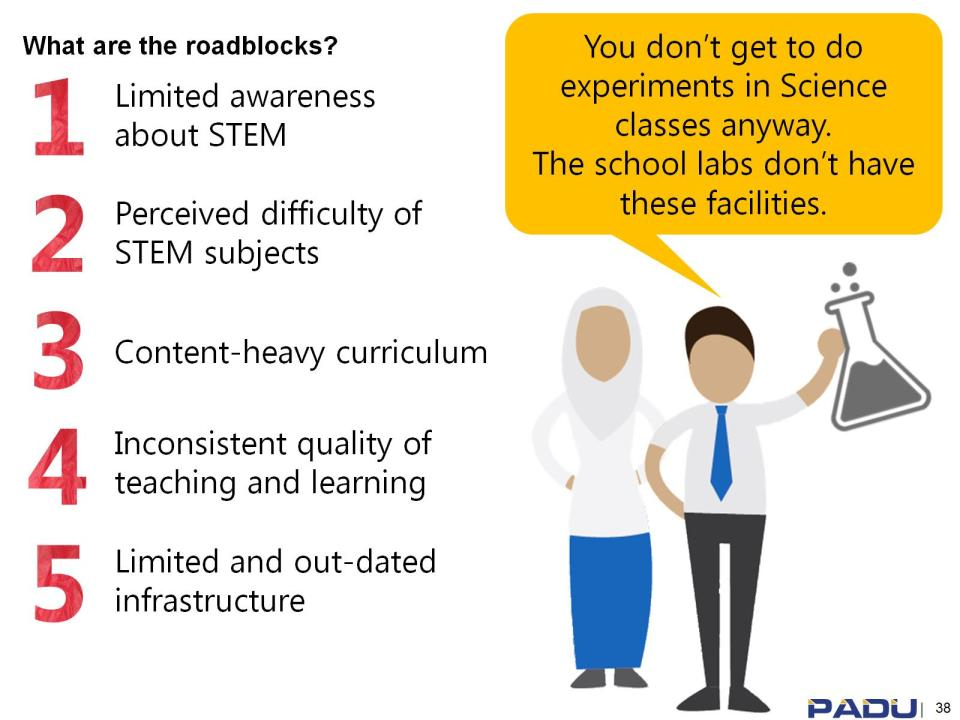 What are the roadblocks?
1
Limited awareness
about STEM
2
Perceived difficulty of
STEM subjects
3
Content-heavy curriculum
4
Inconsistent quality of
teaching and learning
5
Limited and out-dated
infrastructure
You don’t get to do
experiments in Science
classes anyway.
The school labs don’t have
these facilities.
PADU | 38